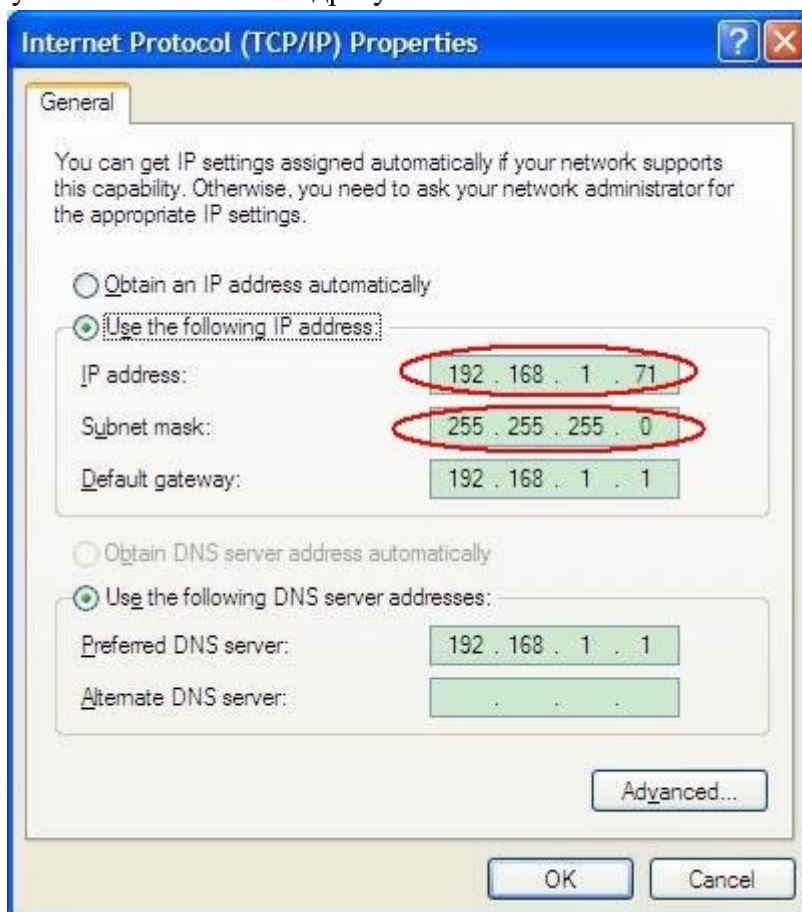 Internet Protocol (TCP/IP) Properties
General
You can get IP settings assigned automatically if your network supports
this capability. Otherwise, you need to ask your network administrator for
the appropriate IP settings.
Obtain an IP address automatically
Use the following IP address:
IP address: 192 . 168 . 1 . 71
Subnet mask: 255 . 255 . 255 . 0
Default gateway: 192 . 168 . 1 . 1
Obtain DNS server address automatically
Use the following DNS server addresses:
Preferred DNS server: 192 . 168 . 1 . 1
Alternate DNS server: . . .
Advanced...
OK Cancel